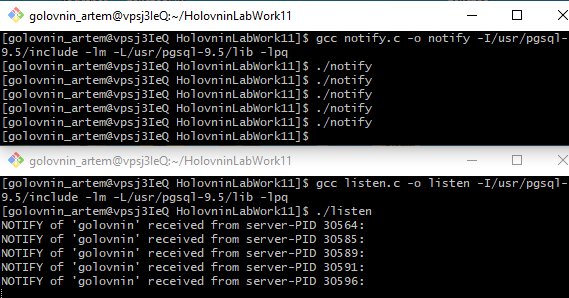 golovnin_artem@vpsj3IeQ:~/HolovninLabWork11
[golovnin_artem@vpsj3IeQ HolovninLabWork11]$ gcc notify.c -o notify -I/usr/pgsql-
9.5/include -lm -L/usr/pgsql-9.5/lib -lpq
[golovnin_artem@vpsj3IeQ HolovninLabWork11]$ ./notify
[golovnin_artem@vpsj3IeQ HolovninLabWork11]$ ./notify
[golovnin_artem@vpsj3IeQ HolovninLabWork11]$ ./notify
[golovnin_artem@vpsj3IeQ HolovninLabWork11]$ ./notify
[golovnin_artem@vpsj3IeQ HolovninLabWork11]$ ./notify
[golovnin_artem@vpsj3IeQ HolovninLabWork11]$
golovnin_artem@vpsj3IeQ:~/HolovninLabWork11
[golovnin_artem@vpsj3IeQ HolovninLabWork11]$ gcc listen.c -o listen -I/usr/pgsql-
9.5/include -lm -L/usr/pgsql-9.5/lib -lpq
[golovnin_artem@vpsj3IeQ HolovninLabWork11]$ ./listen
NOTIFY of 'golovnin' received from server-PID 30564:
NOTIFY of 'golovnin' received from server-PID 30585:
NOTIFY of 'golovnin' received from server-PID 30589:
NOTIFY of 'golovnin' received from server-PID 30591:
NOTIFY of 'golovnin' received from server-PID 30596: